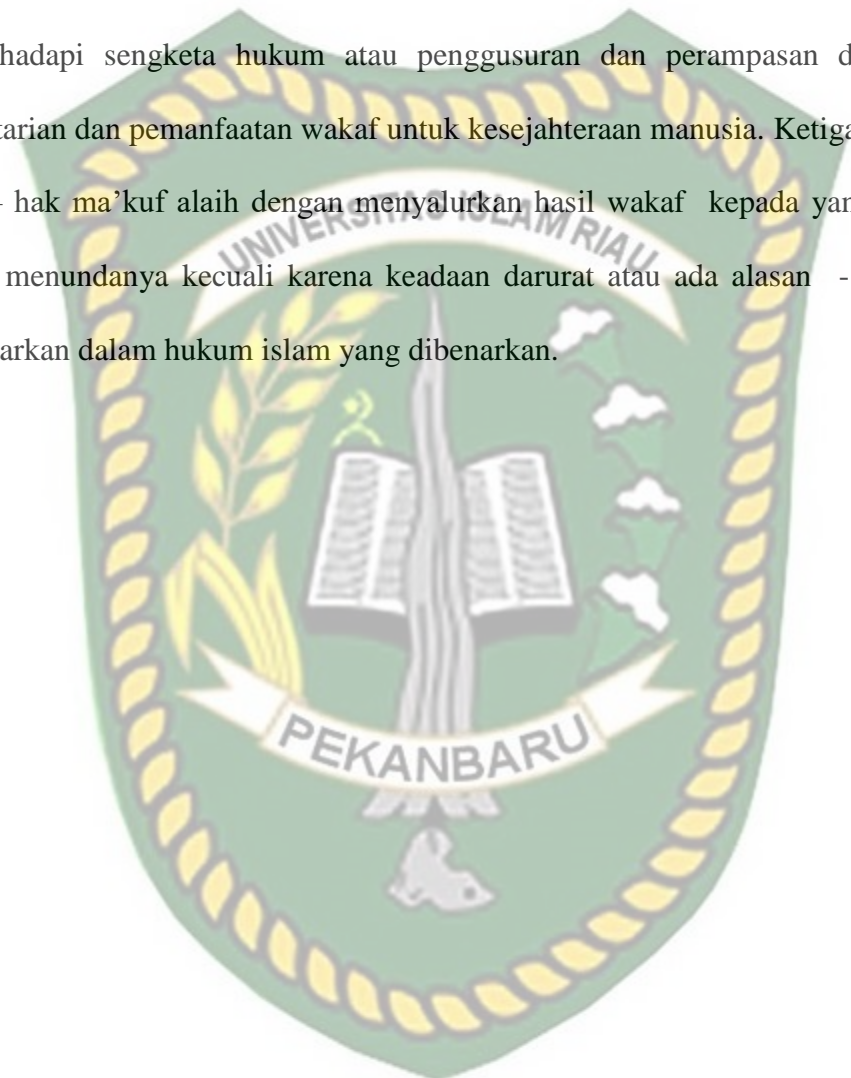 hadapi sengketa hukum atau penggusuran dan perampasan d
tarian dan pemanfaatan wakaf untuk kesejahteraan manusia. Ketiga
- hak ma’kuf alaih dengan menyalurkan hasil wakaf kepada yan
UNIVERSITAS ISLAM RIAU
menundanya kecuali karena keadaan darurat atau ada alasan -
arkan dalam hukum islam yang dibenarkan.
PEKANBARU